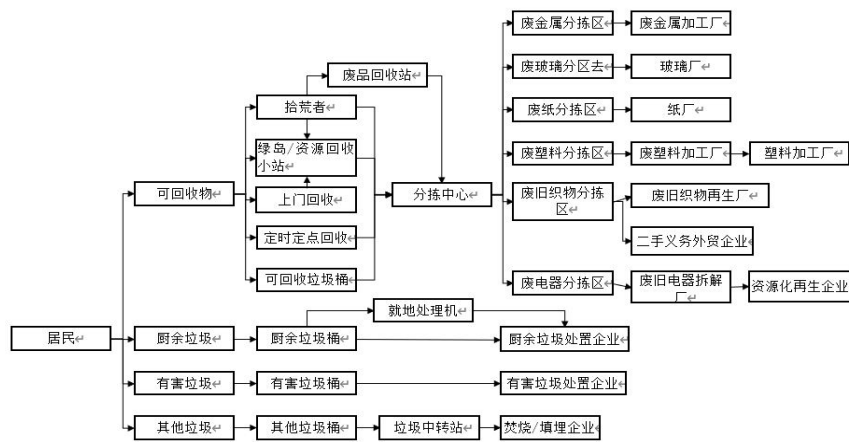 废金属分拣区
废金属加工厂
废玻璃分区去
玻璃厂
废品回收站
拾荒者
废纸分拣区
纸厂
绿岛/资源回收
小站
废塑料分拣区
废塑料加工厂
塑料加工厂
可回收物
上门回收
分拣中心
废旧织物分拣
区
废旧织物再生厂
定时定点回收
二手义务外贸企业
可回收垃圾桶
废电器分拣区
废旧电器拆解
厂
资源化再生企业
就地处理机
居民
厨余垃圾
厨余垃圾桶
厨余垃圾处置企业
有害垃圾
有害垃圾桶
有害垃圾处置企业
其他垃圾
其他垃圾桶
垃圾中转站
焚烧/填埋企业